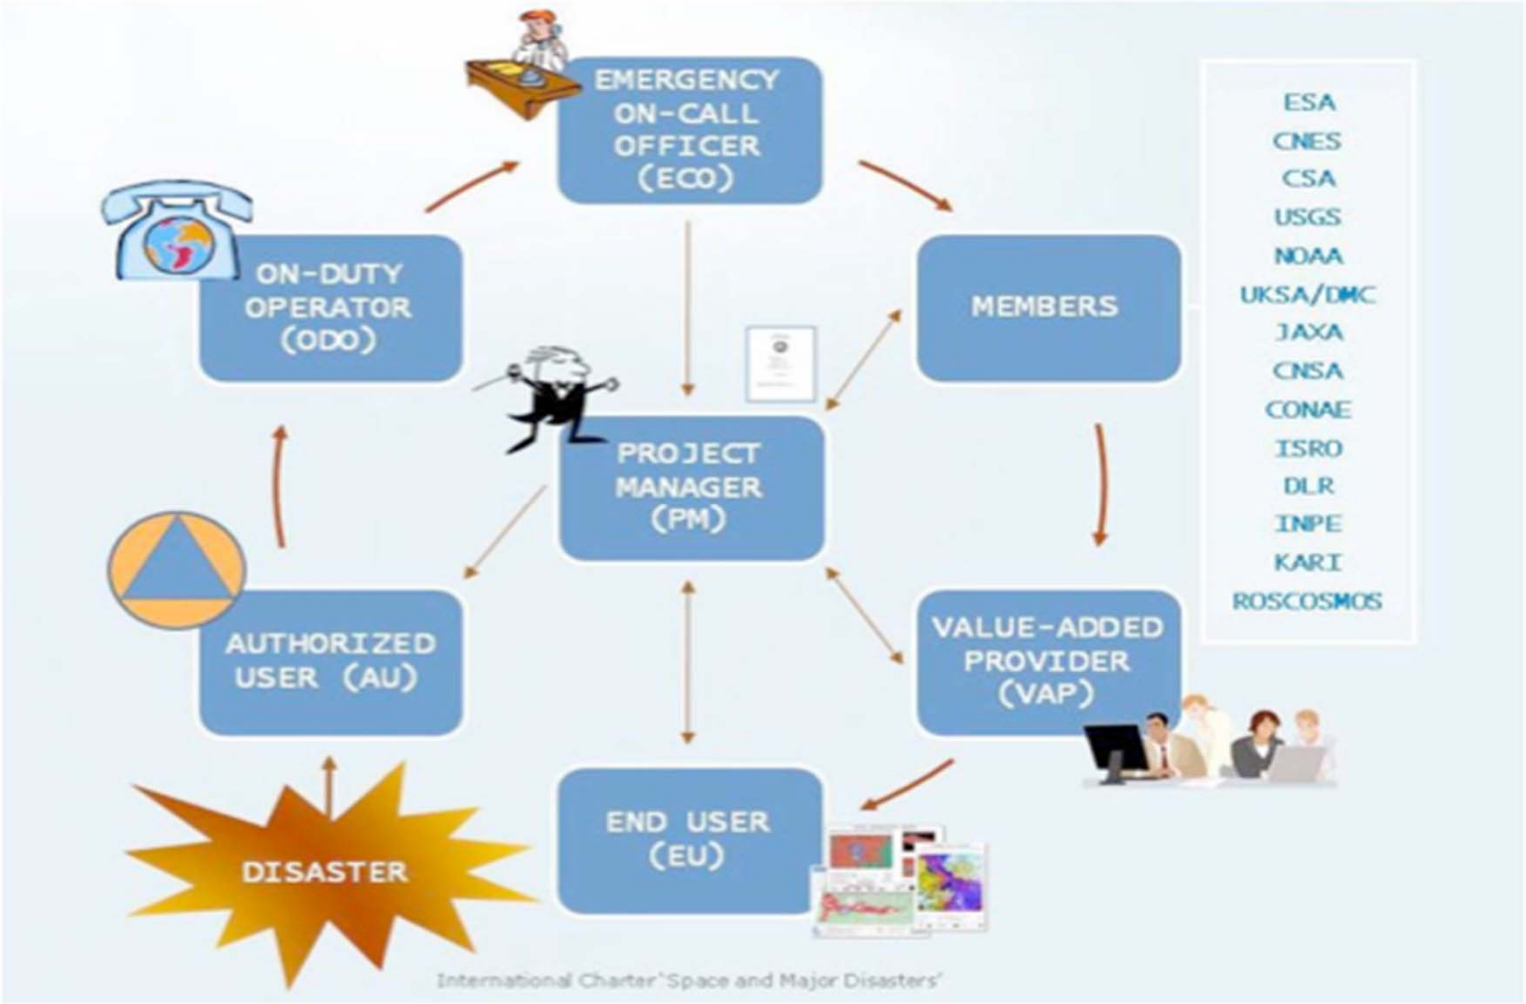 EMERGENCY
ON-CALL
OFFICER
(ECO)
ON-DUTY
OPERATOR
(ODO)
MEMBERS
ESA
CNES
CSA
USGS
NOAA
UKSA/DMC
JAXA
CNSA
CONAE
ISRO
DLR
INPE
KARI
ROSCOSMOS
PROJECT
MANAGER
(PM)
AUTHORIZED
USER (AU)
VALUE-ADDED
PROVIDER
(VAP)
DISASTER
END USER
(EU)
International Charter 'Space and Major Disasters'